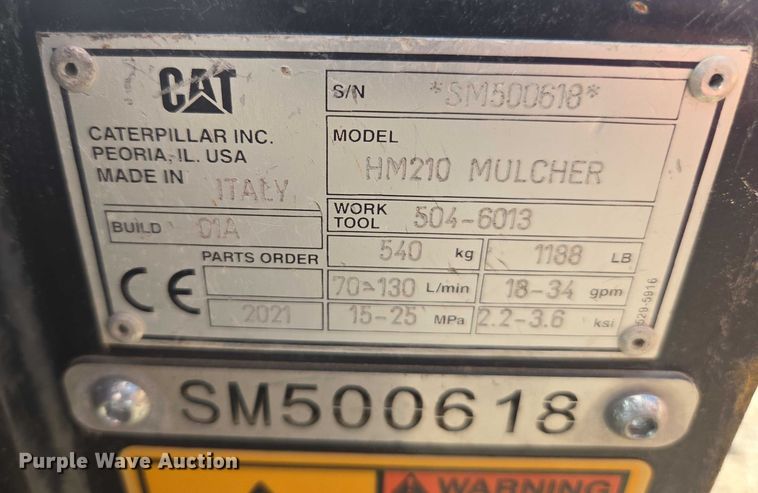 CAT
CATERPILLAR INC.
PEORIA, IL. USA
MADE IN ITALY
BUILD 01A
PARTS ORDER
2021
S/N *SM500618*
MODEL
HM210 MULCHER
WORK TOOL 504-6013
540 kg 1188 LB
70-130 L/min 18-34 gpm
15-25 MPa 2.2-3.6 ksi
529-5916
CE
SM500618
Purple Wave Auction
WARNING